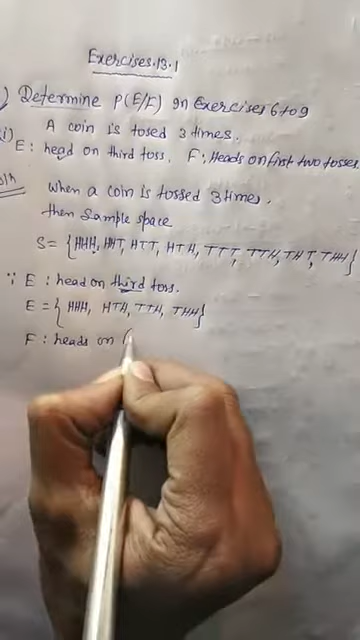 Exercises.13.1
) Determine P(E/F) In Exercises 6 to 9
(i) A coin is tosed 3 times.
E: head on third toss, F: Heads on first two tosses.
when a coin is tossed 3 times,
then Sample space
S = {HHH, HHT, HTT, HTH, TTT, TTH, THT, THH}
∵ E : head on third toss.
E = {HHH, HTH, TTH, THH}
F : heads on